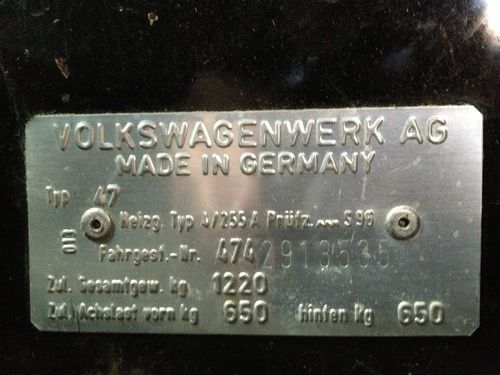 VOLKSWAGENWERK AG
MADE IN GERMANY
Typ 47
Heizg. Typ 4/255 A Prüfz. ~~~ S 96
Fahrgest.-Nr. 4742913535
Zul. Gesamtgew. kg 1220
Zul. Achslast vorn kg 650 hinten kg 650